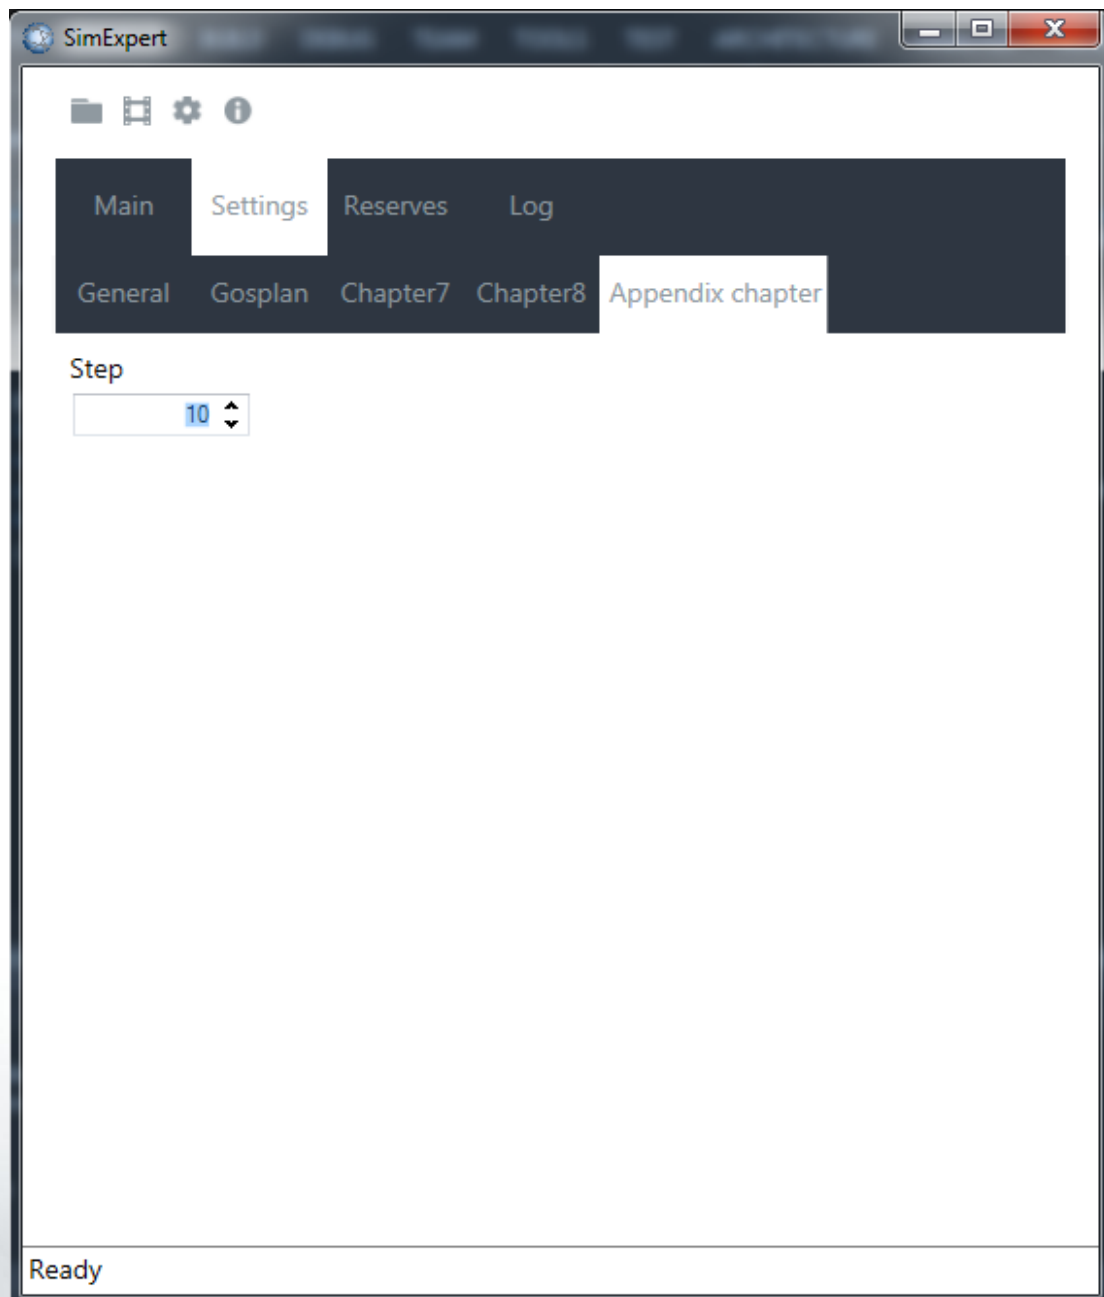 SimExpert
Main Settings Reserves Log
General Gosplan Chapter7 Chapter8 Appendix chapter
Step
10
Ready